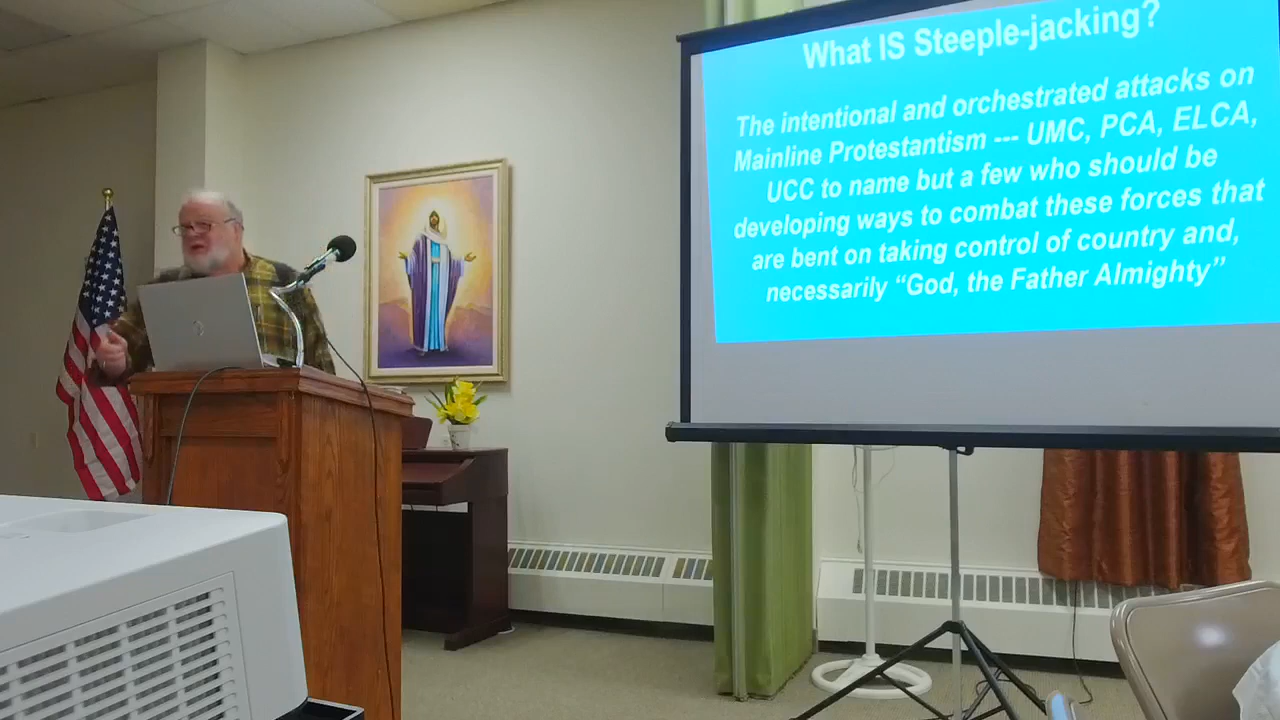 What IS Steeple-jacking?
The intentional and orchestrated attacks on
Mainline Protestantism --- UMC, PCA, ELCA,
UCC to name but a few who should be
developing ways to combat these forces that
are bent on taking control of country and,
necessarily “God, the Father Almighty”